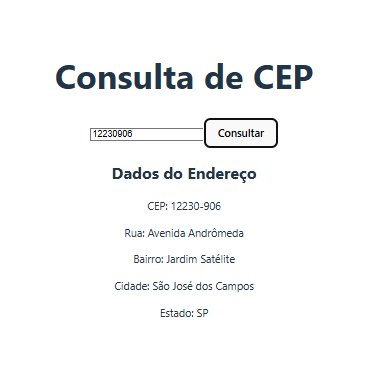 Consulta de CEP
12230906 Consultar
Dados do Endereço
CEP: 12230-906
Rua: Avenida Andrômeda
Bairro: Jardim Satélite
Cidade: São José dos Campos
Estado: SP